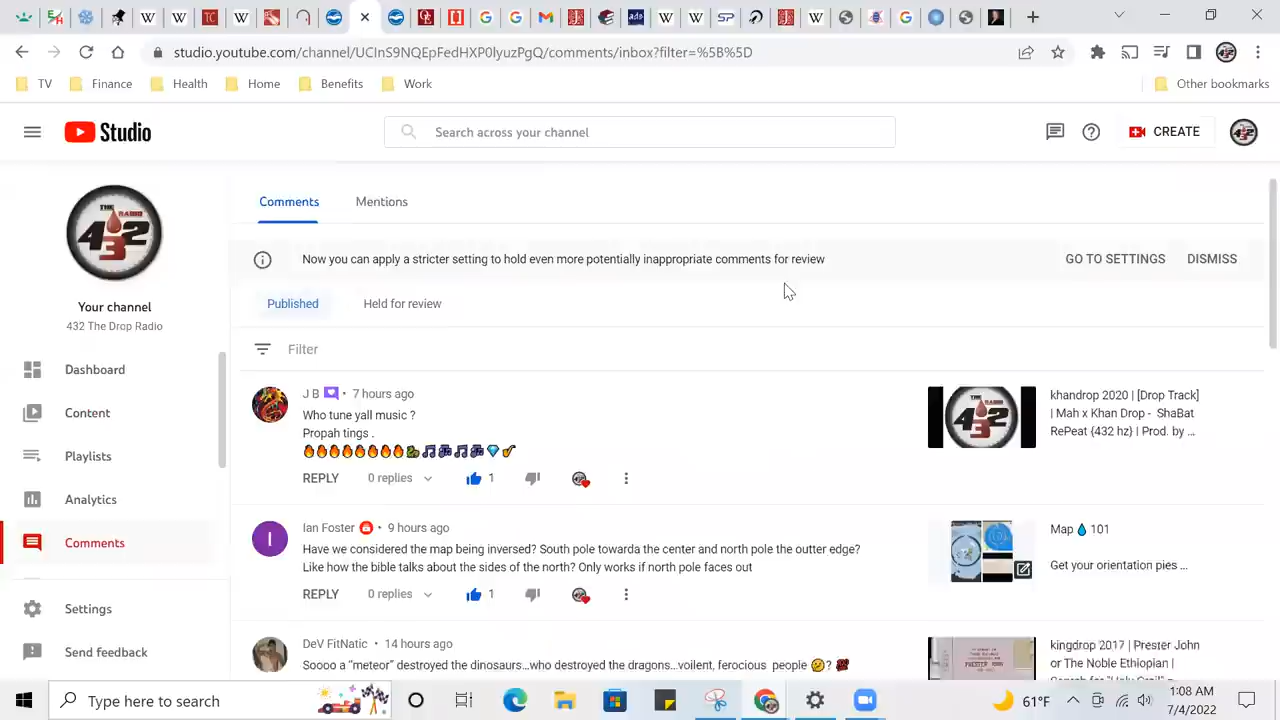 studio.youtube.com/channel/UCInS9NQEpFedHXP0lyuzPgQ/comments/inbox?filter=%5B%5D
TV
Finance
Health
Home
Benefits
Work
Other bookmarks
Studio
Search across your channel
CREATE
THE RADIO
432
Your channel
432 The Drop Radio
Dashboard
Content
Playlists
Analytics
Comments
Settings
Send feedback
Comments
Mentions
Now you can apply a stricter setting to hold even more potentially inappropriate comments for review
GO TO SETTINGS
DISMISS
Published
Held for review
Filter
J B • 7 hours ago
Who tune yall music ?
Propah tings .
🔥🔥🔥🔥🔥🔥🔥🔥
REPLY
0 replies
1
khandrop 2020 | [Drop Track]
| Mah x Khan Drop - ShaBat
RePeat {432 hz} | Prod. by ...
Ian Foster • 9 hours ago
Have we considered the map being inversed? South pole towarda the center and north pole the outter edge?
Like how the bible talks about the sides of the north? Only works if north pole faces out
REPLY
0 replies
1
Map 💧 101
Get your orientation pies ...
DeV FitNatic • 14 hours ago
Soooo a “meteor” destroyed the dinosaurs...who destroyed the dragons...voilent, ferocious people 🤔?
kingdrop 2017 | Prester John
or The Noble Ethiopian |
PRESTER JOHN
Type here to search
61°F
1:08 AM
7/4/2022